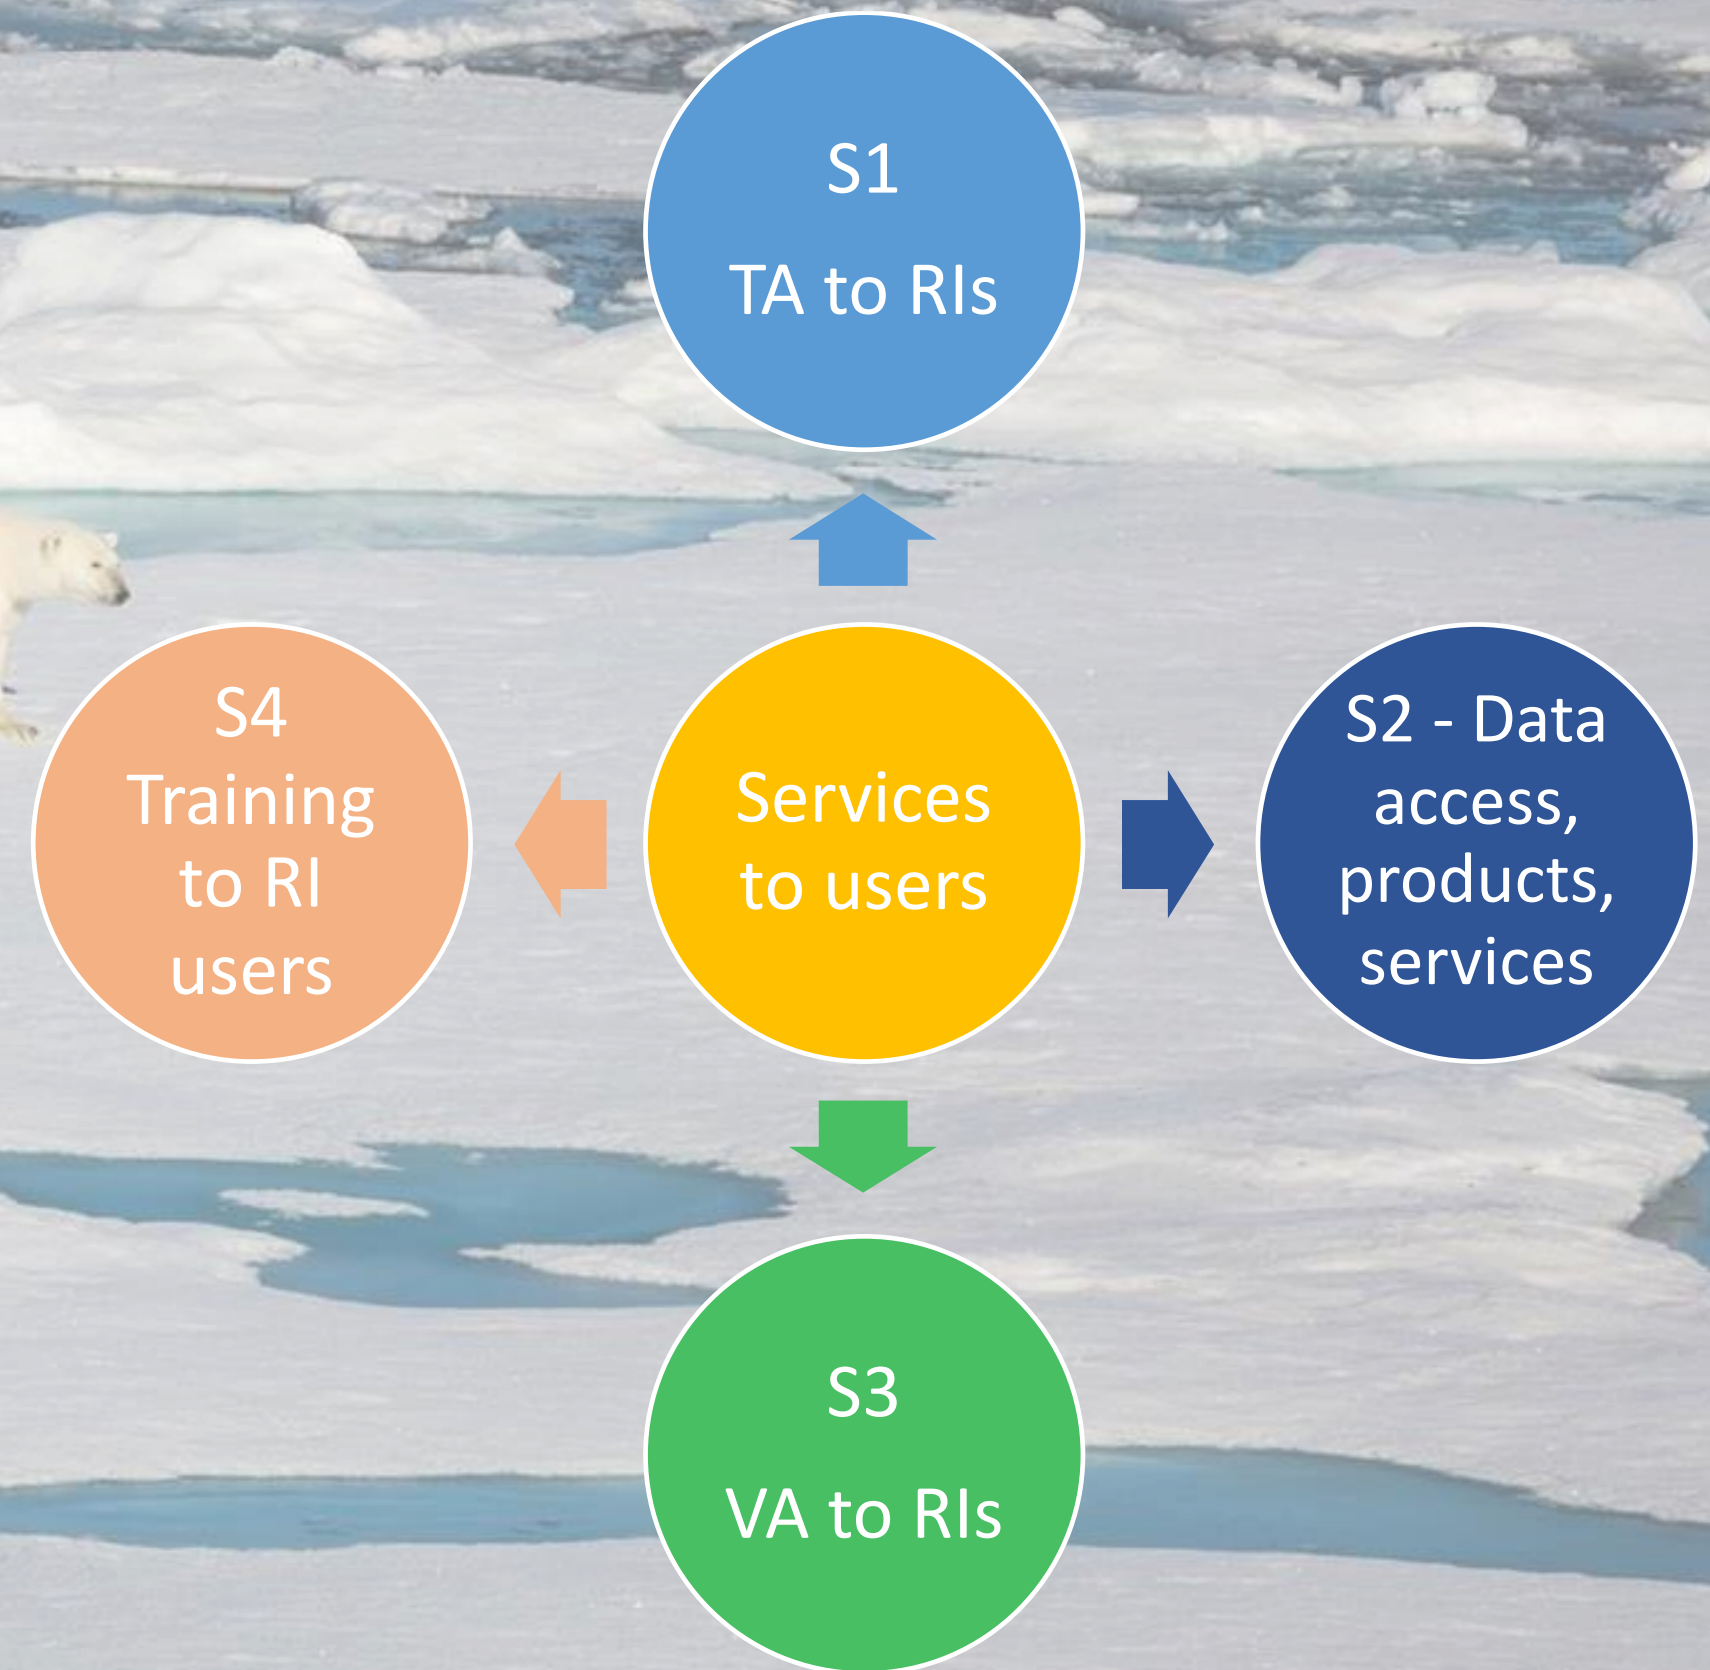 S1
TA to RIs
S4
Training
to RI
users
Services
to users
S2 - Data
access,
products,
services
S3
VA to RIs